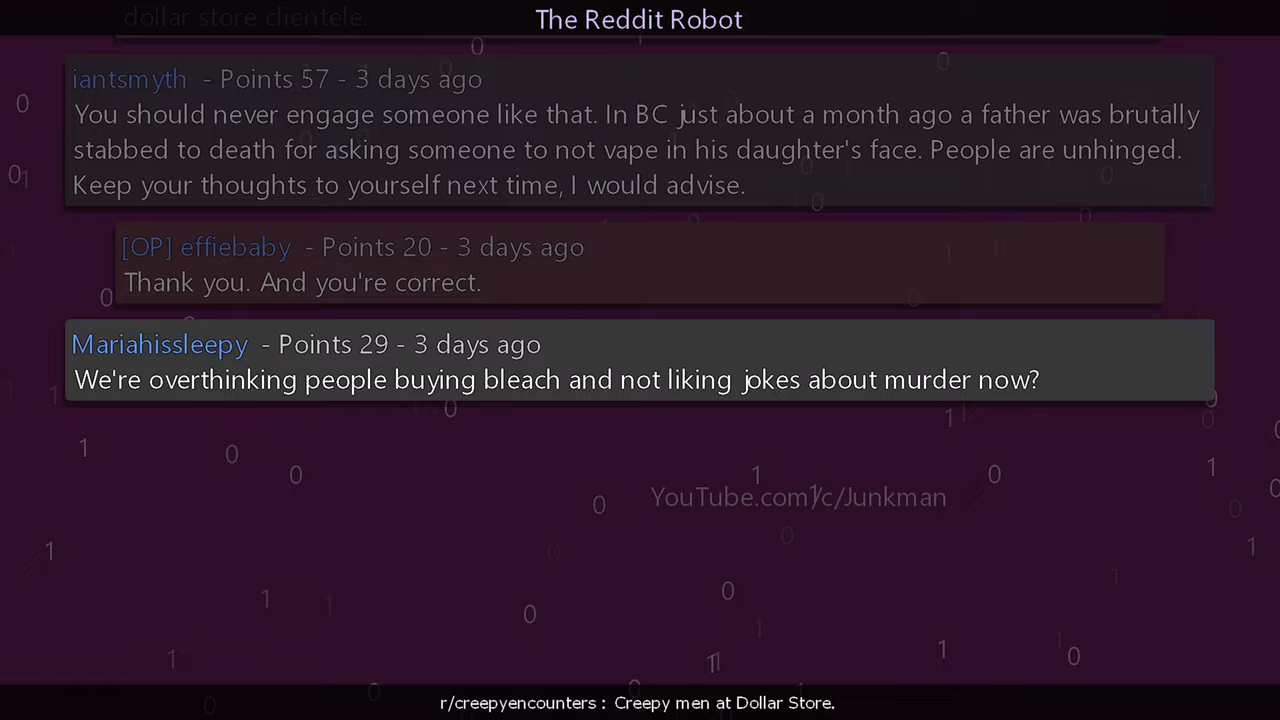 dollar store clientele.
The Reddit Robot
iantsmyth - Points 57 - 3 days ago
You should never engage someone like that. In BC just about a month ago a father was brutally
stabbed to death for asking someone to not vape in his daughter's face. People are unhinged.
Keep your thoughts to yourself next time, I would advise.
[OP] effiebaby - Points 20 - 3 days ago
Thank you. And you're correct.
Mariahissleepy - Points 29 - 3 days ago
We're overthinking people buying bleach and not liking jokes about murder now?
YouTube.com/c/Junkman
r/creepyencounters : Creepy men at Dollar Store.